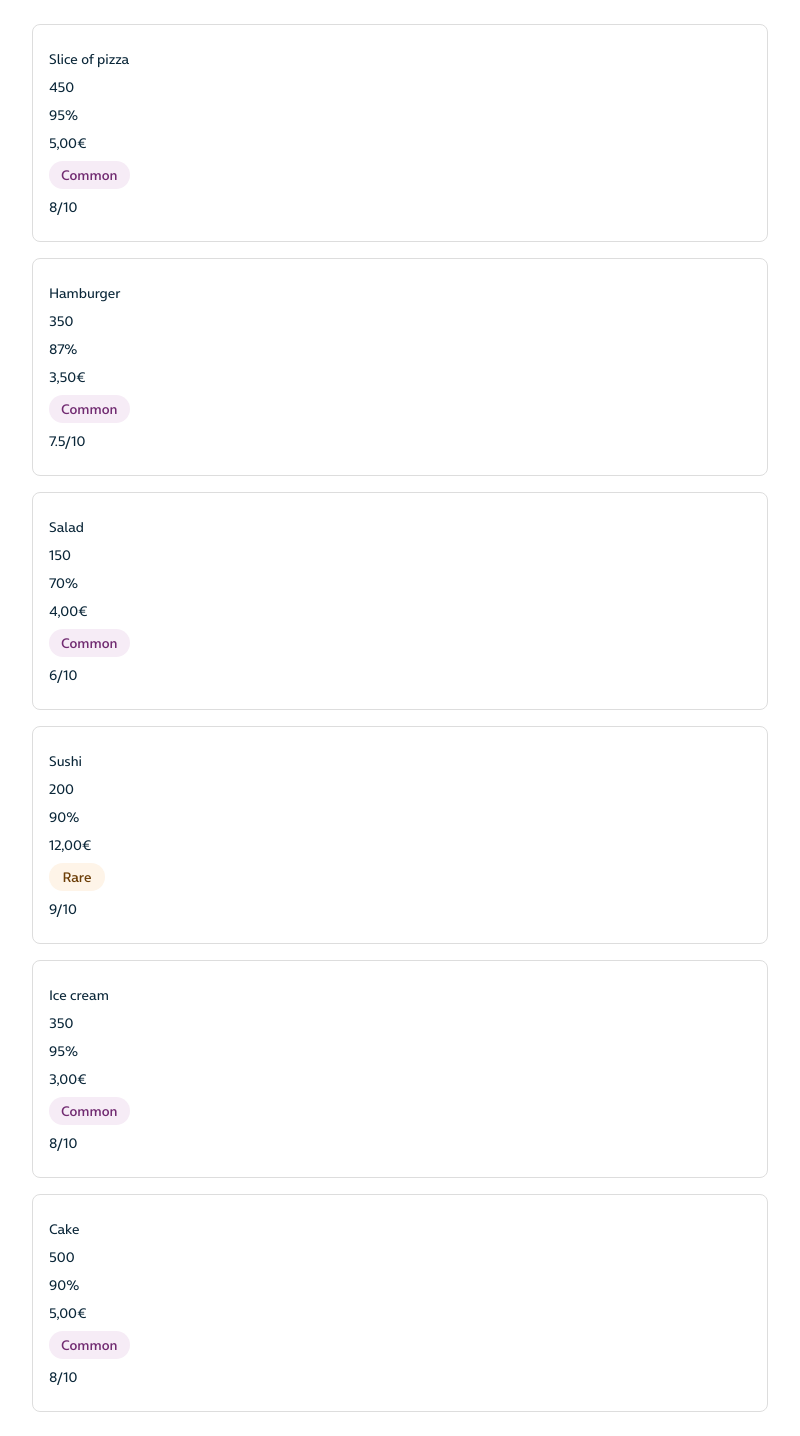 Slice of pizza
450
95%
5,00€
Common
8/10
Hamburger
350
87%
3,50€
Common
7.5/10
Salad
150
70%
4,00€
Common
6/10
Sushi
200
90%
12,00€
Rare
9/10
Ice cream
350
95%
3,00€
Common
8/10
Cake
500
90%
5,00€
Common
8/10